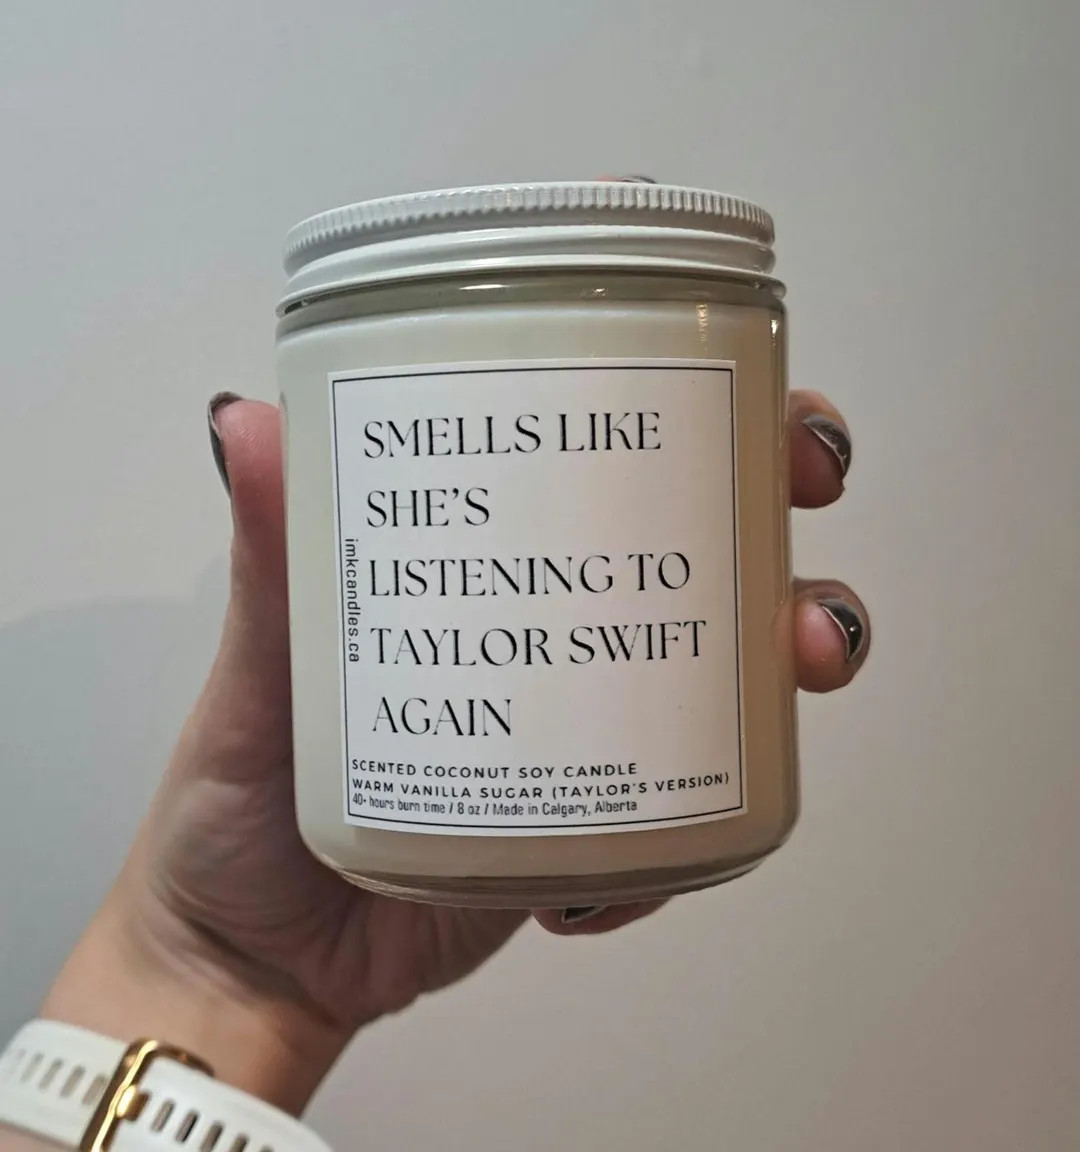 SMELLS LIKE
SHE'S
LISTENING TO
TAYLOR SWIFT
AGAIN
SCENTED COCONUT SOY CANDLE
WARM VANILLA SUGAR (TAYLOR'S VERSION)
40+ hours burn time / 8 oz / Made in Calgary, Alberta
imkcandles.ca